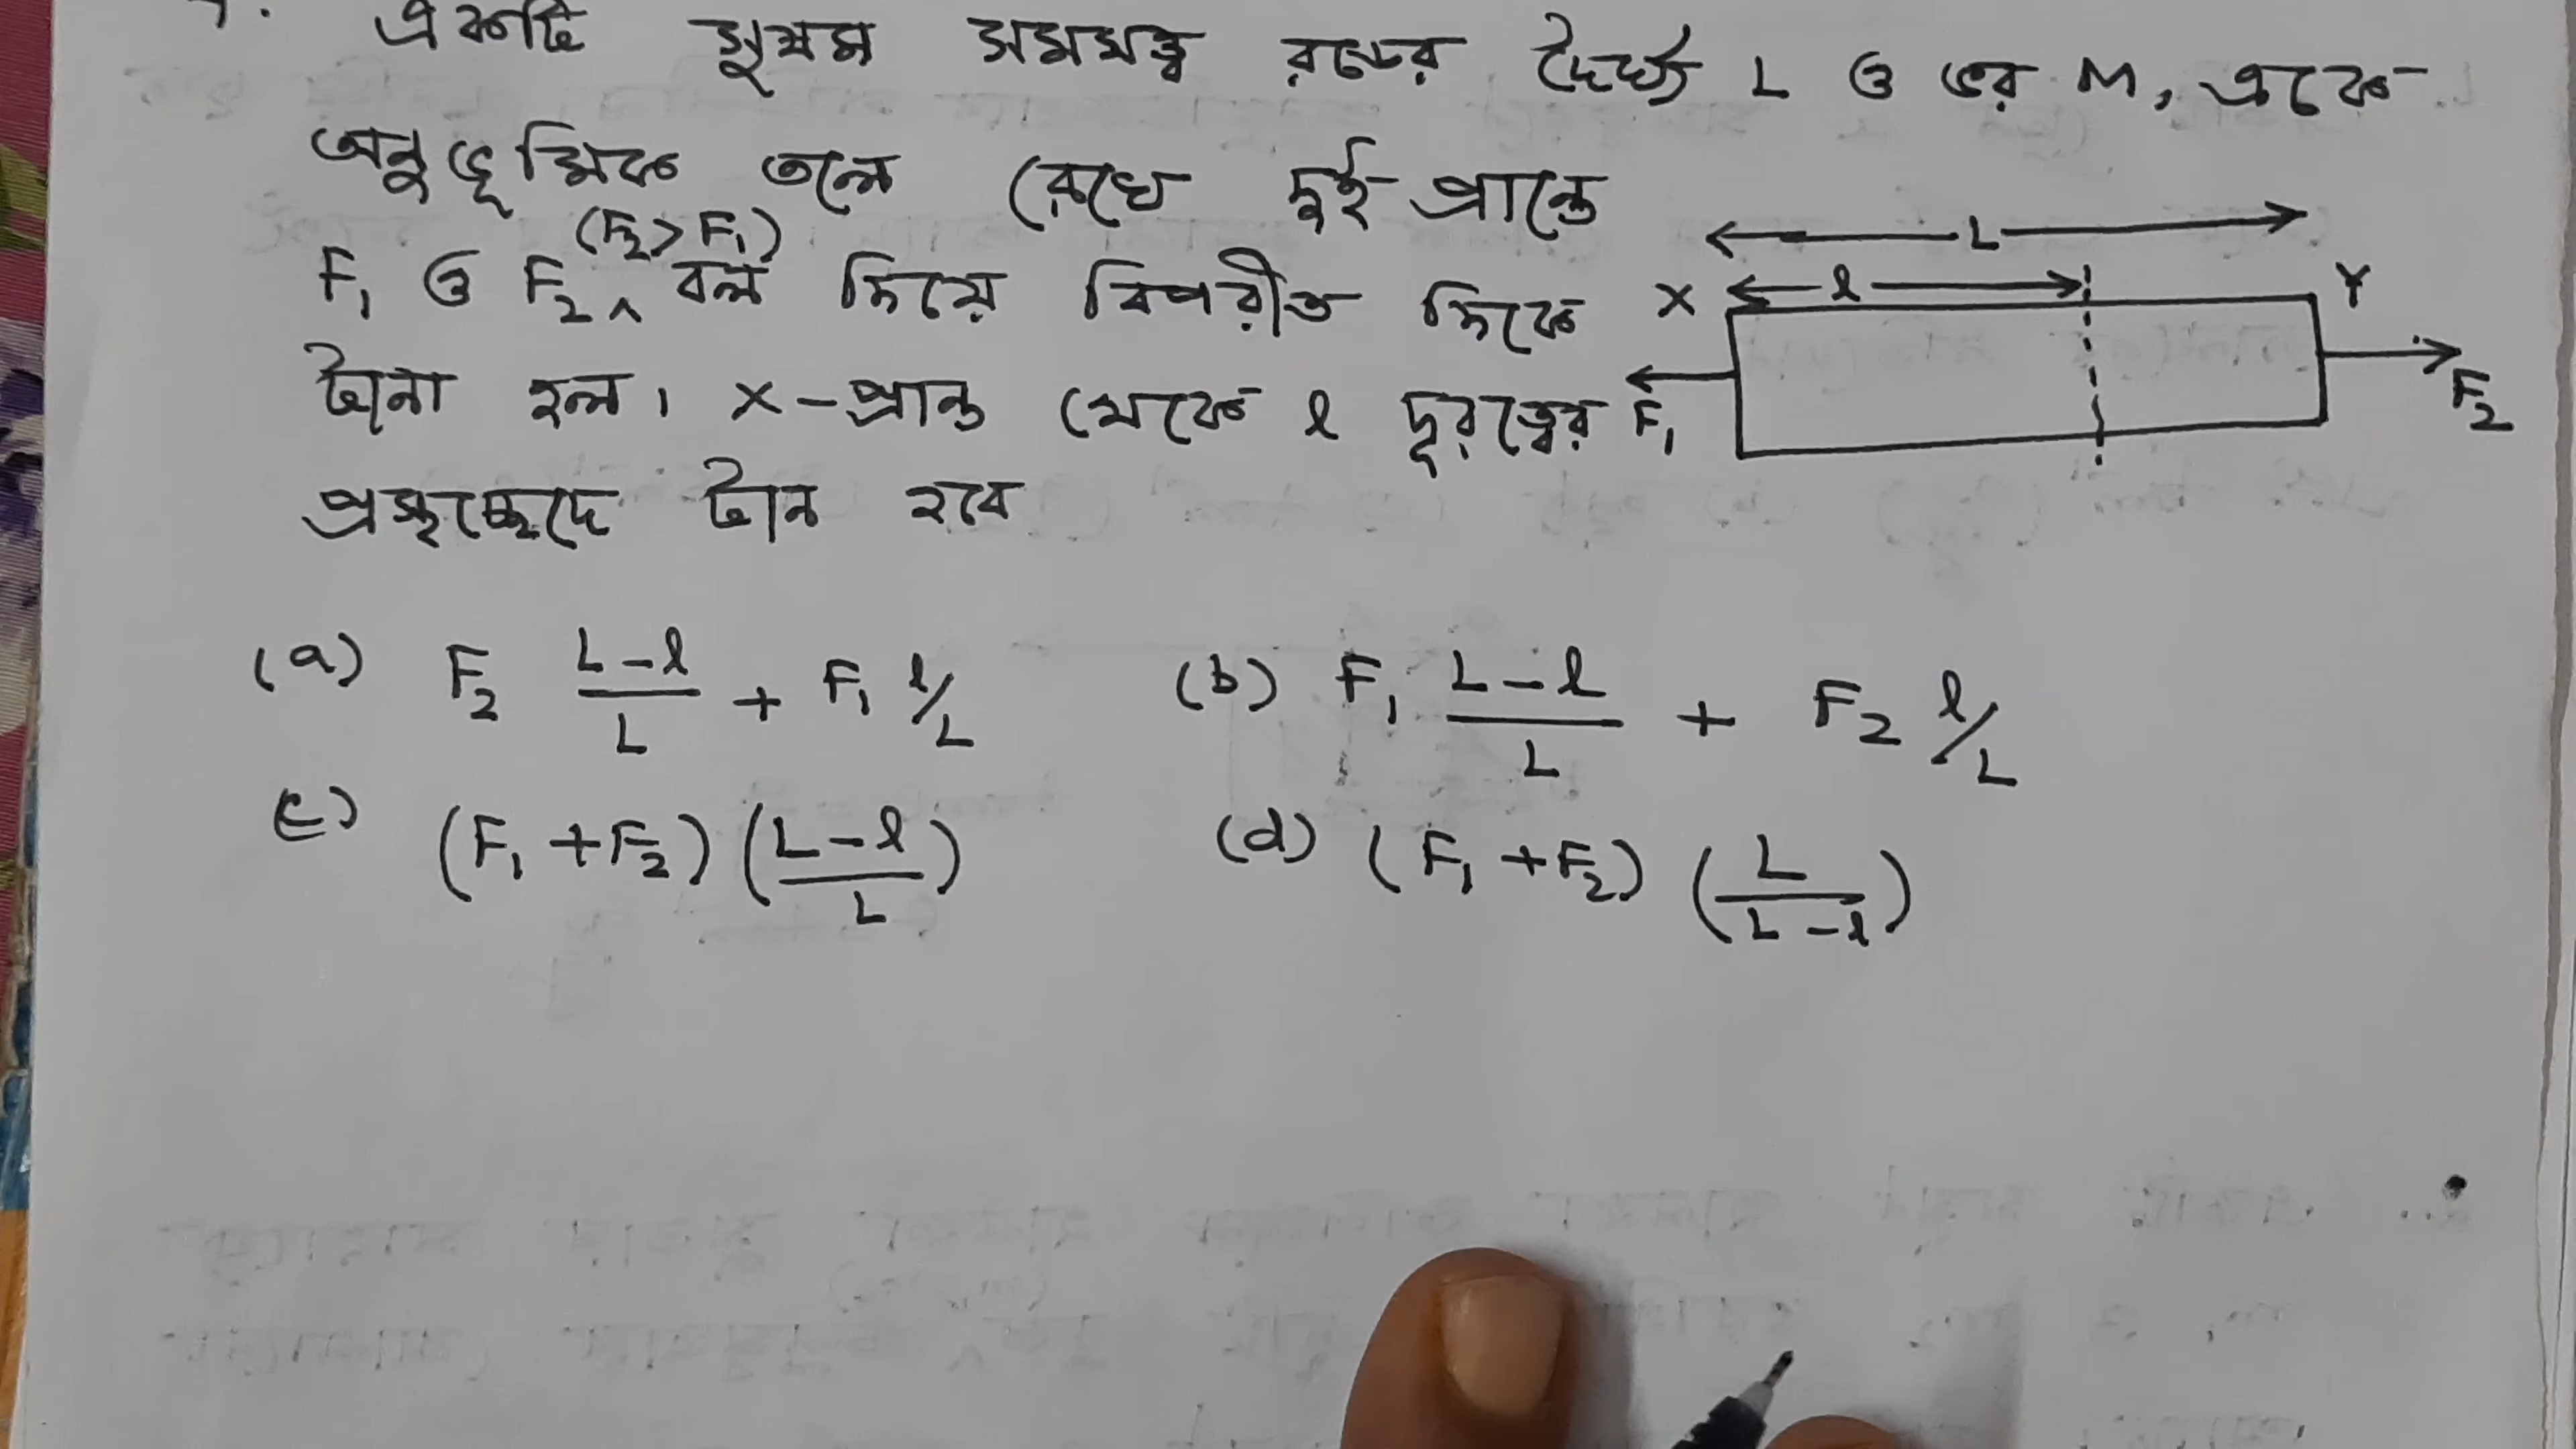 একটি সুষম সমসত্ত্ব রডের দৈর্ঘ্য L ও ভর M, একে
অনুভূমিক তলে রেখে দুই প্রান্তে
F₁ ও F₂ (F₂>F₁) বল দিয়ে বিপরীত দিকে
টানা হল। X-প্রান্ত থেকে l দূরত্বের
প্রস্থচ্ছেদে টান হবে
L
l
X
Y
F₁
F₂
(a) F₂ (L-l)/L + F₁ l/L
(b) F₁ (L-l)/L + F₂ l/L
(c) (F₁+F₂) ((L-l)/L)
(d) (F₁+F₂) (L/(L-l))